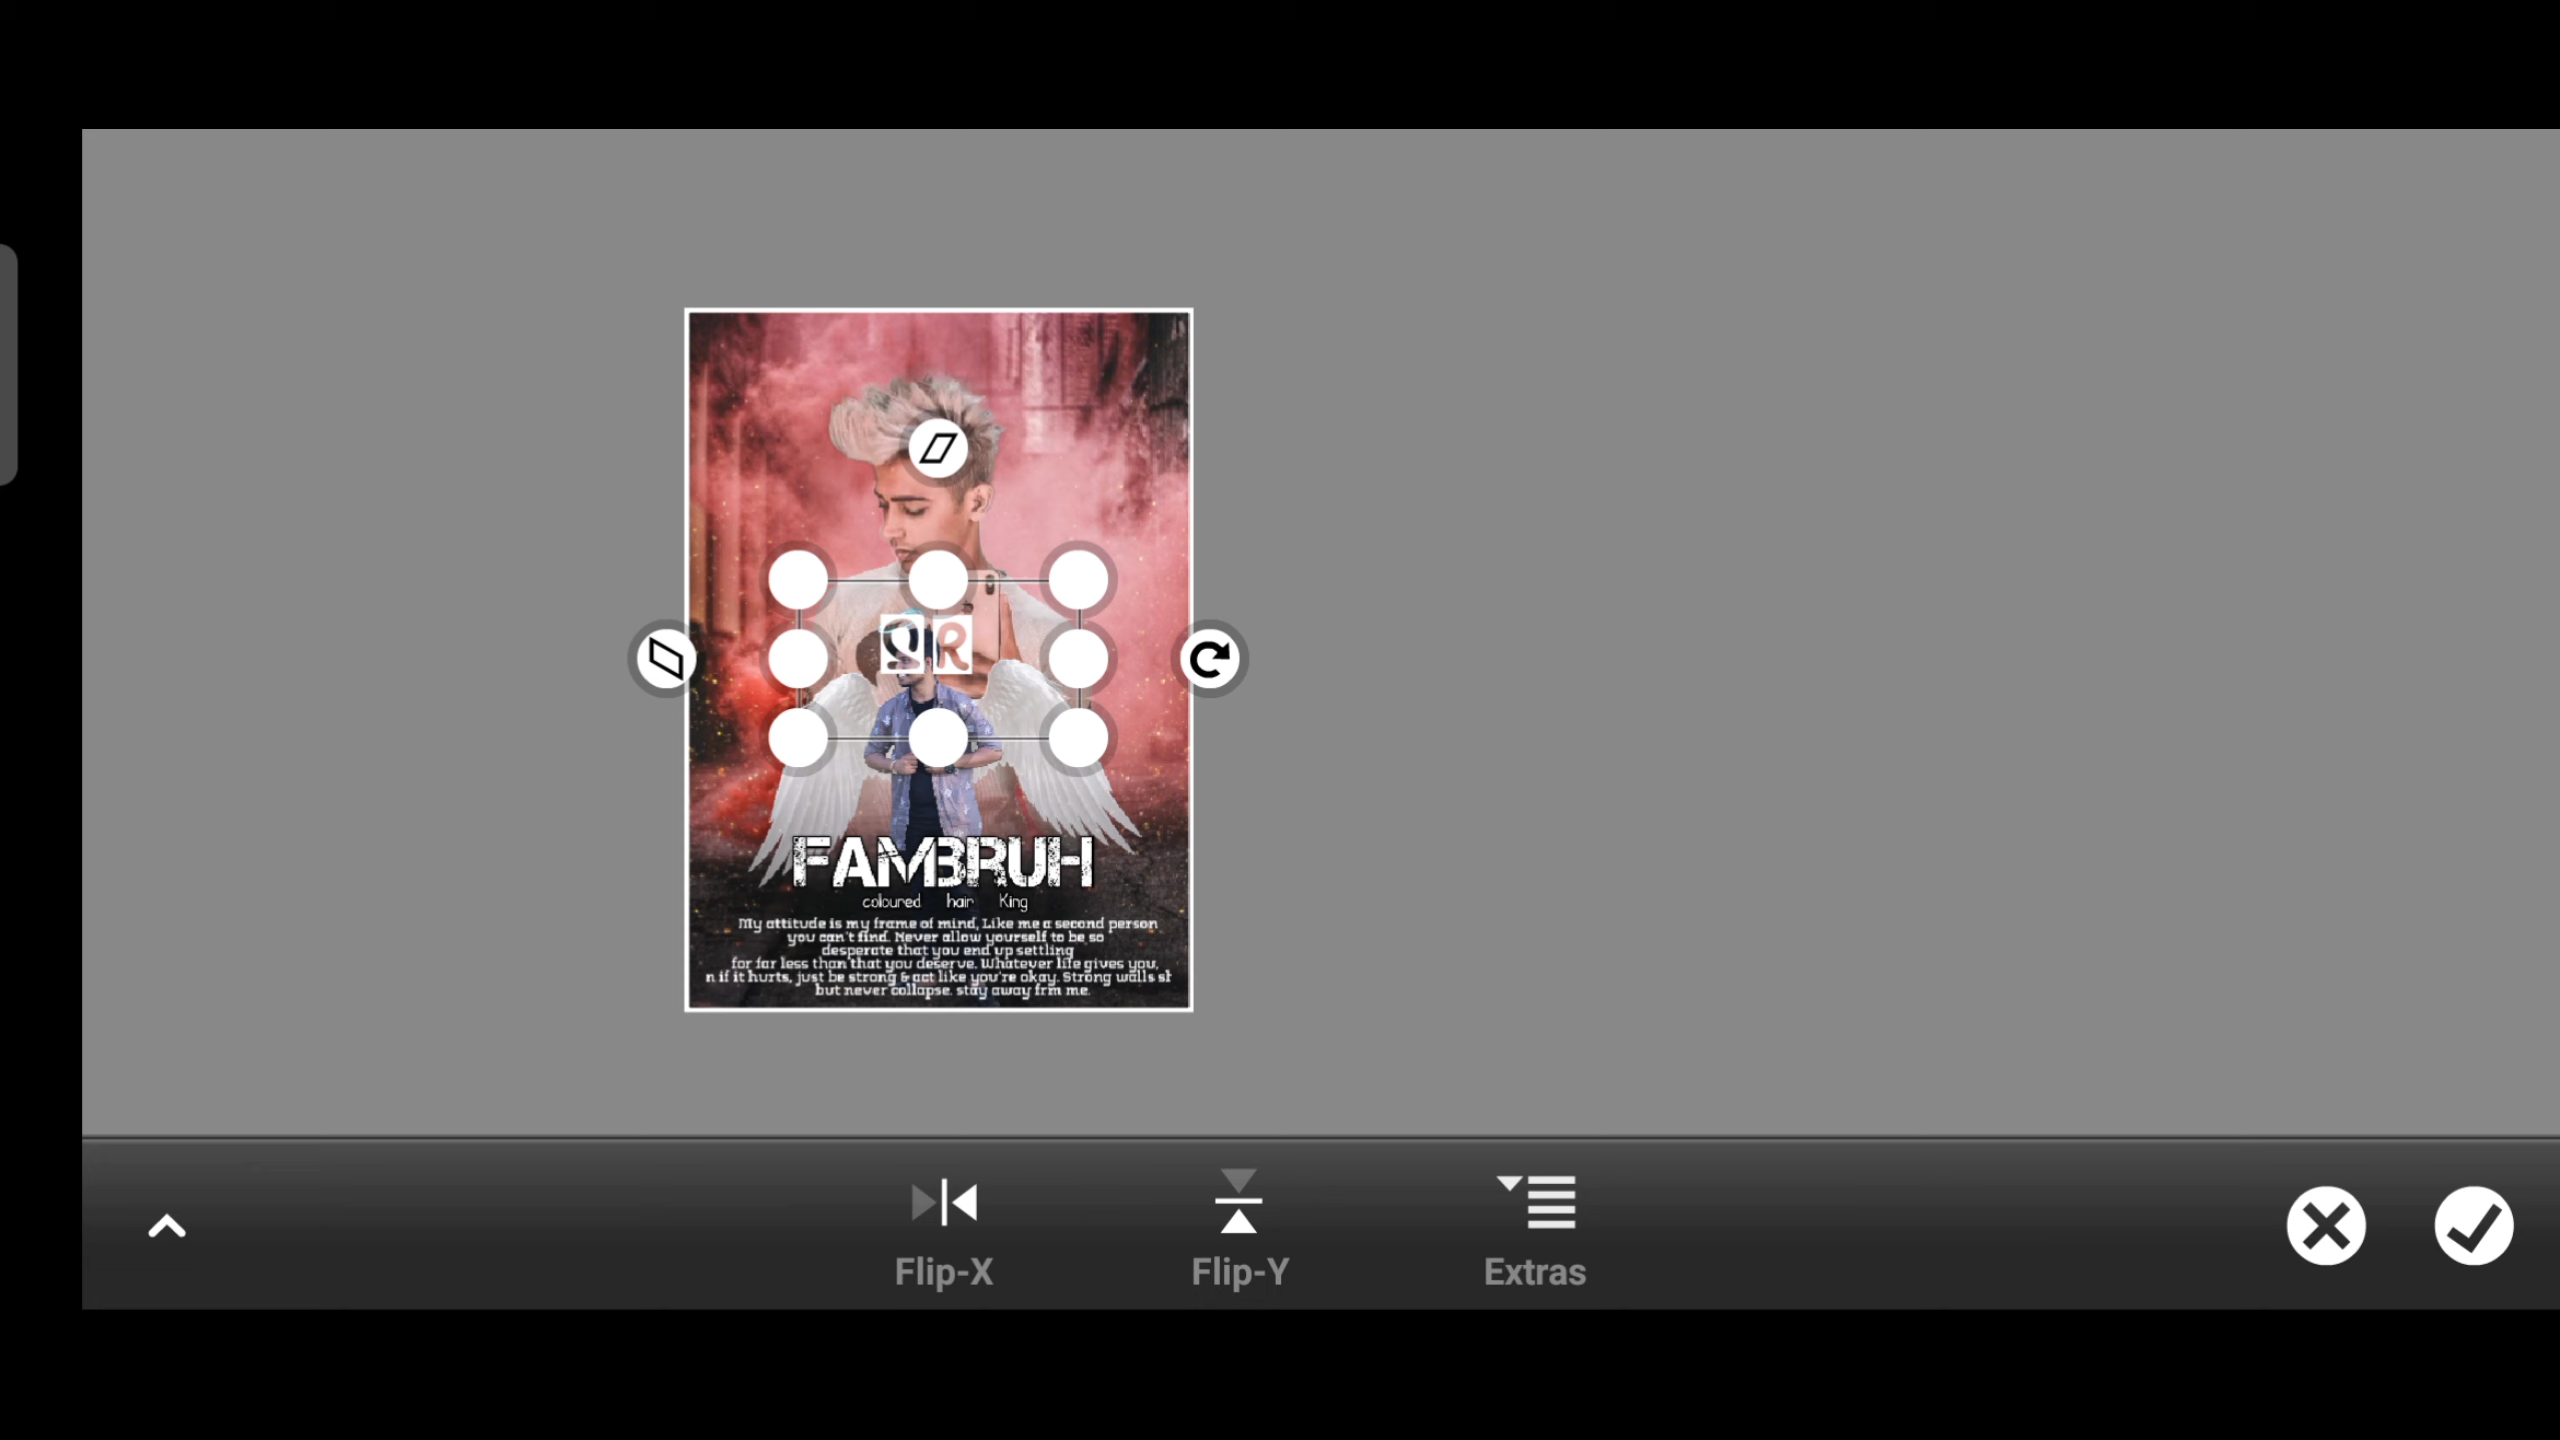 R
FAMBRUH
coloured hair King
My attitude is my frame of mind, Like me a second person
you can't find. Never allow yourself to be so
desperate that you end up settling
for far less than that you deserve. Whatever life gives you,
n if it hurts, just be strong & act like you're okay. Strong walls sh
but never collapse. stay away frm me.
Flip-X Flip-Y Extras